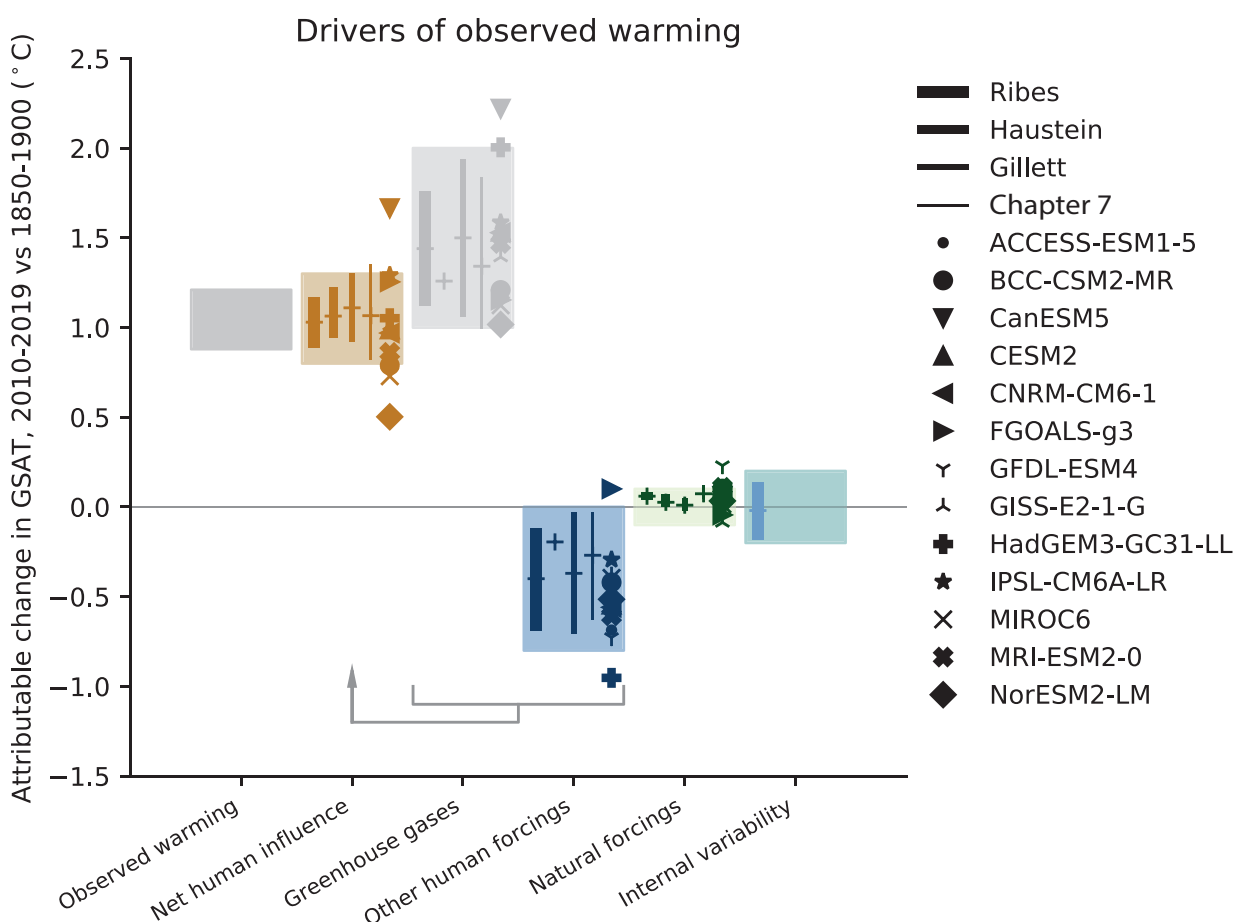 Drivers of observed warming
Attributable change in GSAT, 2010-2019 vs 1850-1900 (°C)
2.5
2.0
1.5
1.0
0.5
0.0
−0.5
−1.0
−1.5
Observed warming
Net human influence
Greenhouse gases
Other human forcings
Natural forcings
Internal variability
Ribes
Haustein
Gillett
Chapter 7
ACCESS-ESM1-5
BCC-CSM2-MR
CanESM5
CESM2
CNRM-CM6-1
FGOALS-g3
GFDL-ESM4
GISS-E2-1-G
HadGEM3-GC31-LL
IPSL-CM6A-LR
MIROC6
MRI-ESM2-0
NorESM2-LM